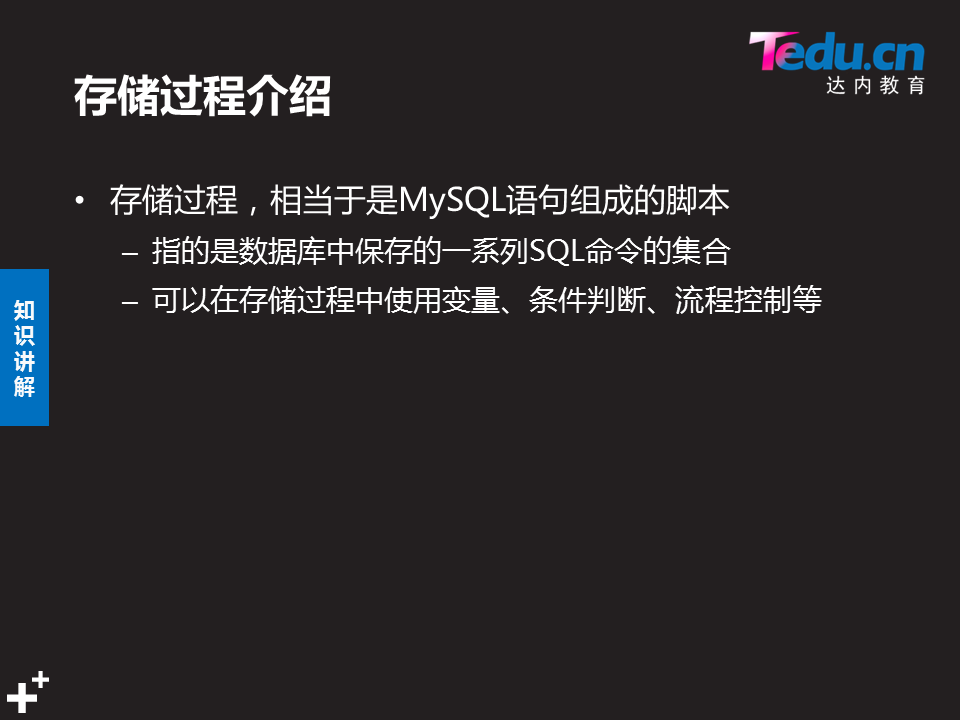 Tedu.cn
达内教育
存储过程介绍
• 存储过程，相当于是MySQL语句组成的脚本
– 指的是数据库中保存的一系列SQL命令的集合
– 可以在存储过程中使用变量、条件判断、流程控制等
知
识
讲
解